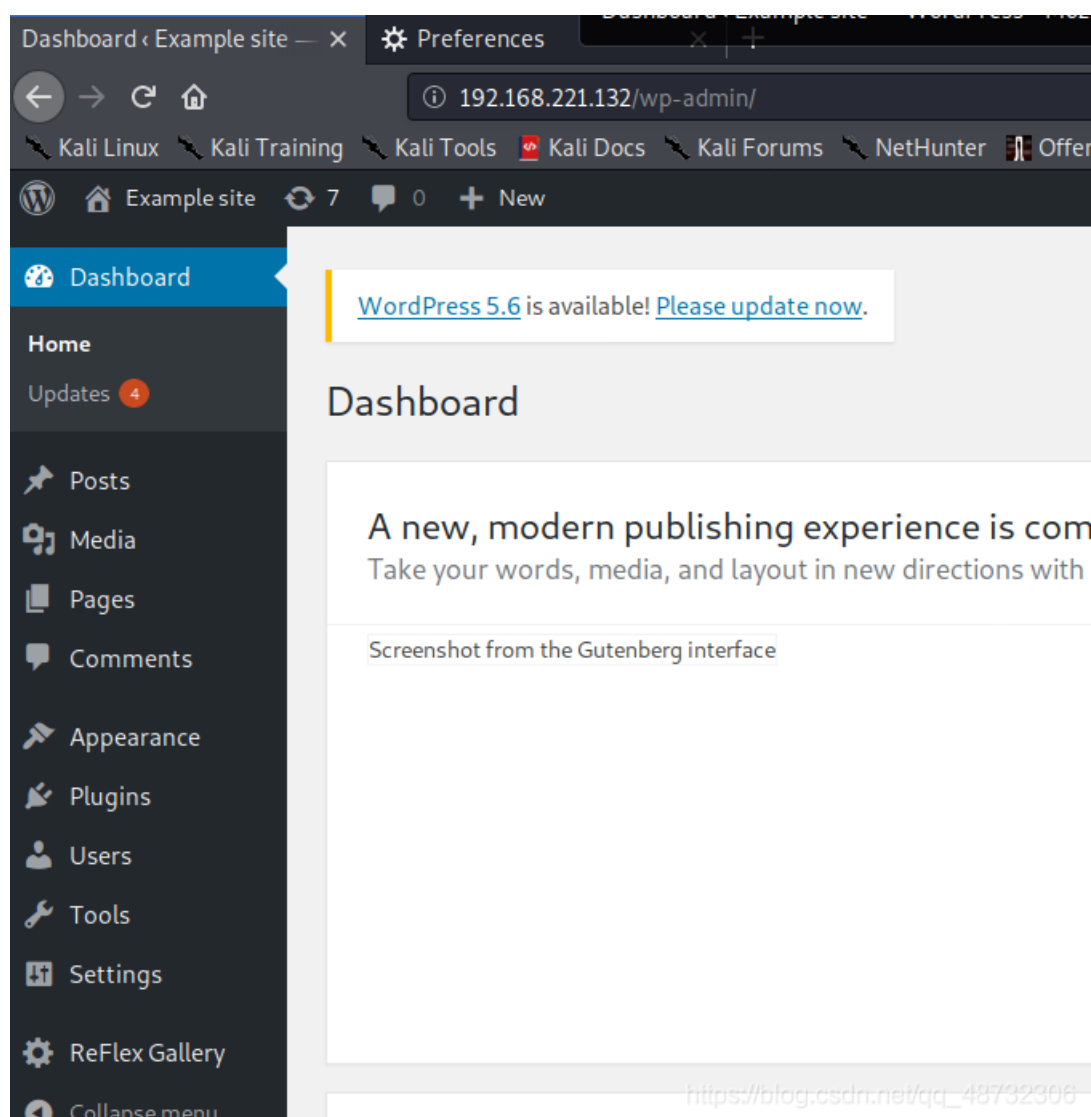 Dashboard ‹ Example site —
Preferences
192.168.221.132/wp-admin/
Kali Linux Kali Training Kali Tools Kali Docs Kali Forums NetHunter Offen
Example site 7 0 New
Dashboard
Home
Updates 4
Posts
Media
Pages
Comments
Appearance
Plugins
Users
Tools
Settings
ReFlex Gallery
Collapse menu
WordPress 5.6 is available! Please update now.
Dashboard
A new, modern publishing experience is com
Take your words, media, and layout in new directions with
Screenshot from the Gutenberg interface
https://blog.csdn.net/qq_48732306